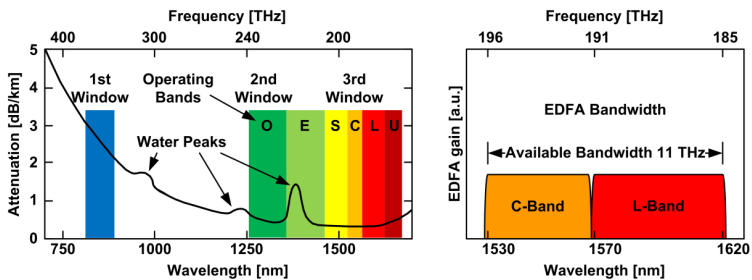 Frequency [THz]
400 300 240 200
Attenuation [dB/km]
5
4
3
2
1
0
1st
Window
Operating
Bands
2nd
Window
3rd
Window
O E S C L U
Water Peaks
750 1000 1250 1500
Wavelength [nm]
Frequency [THz]
196 191 185
EDFA gain [a.u.]
EDFA Bandwidth
Available Bandwidth 11 THz
C-Band L-Band
1530 1570 1620
Wavelength [nm]